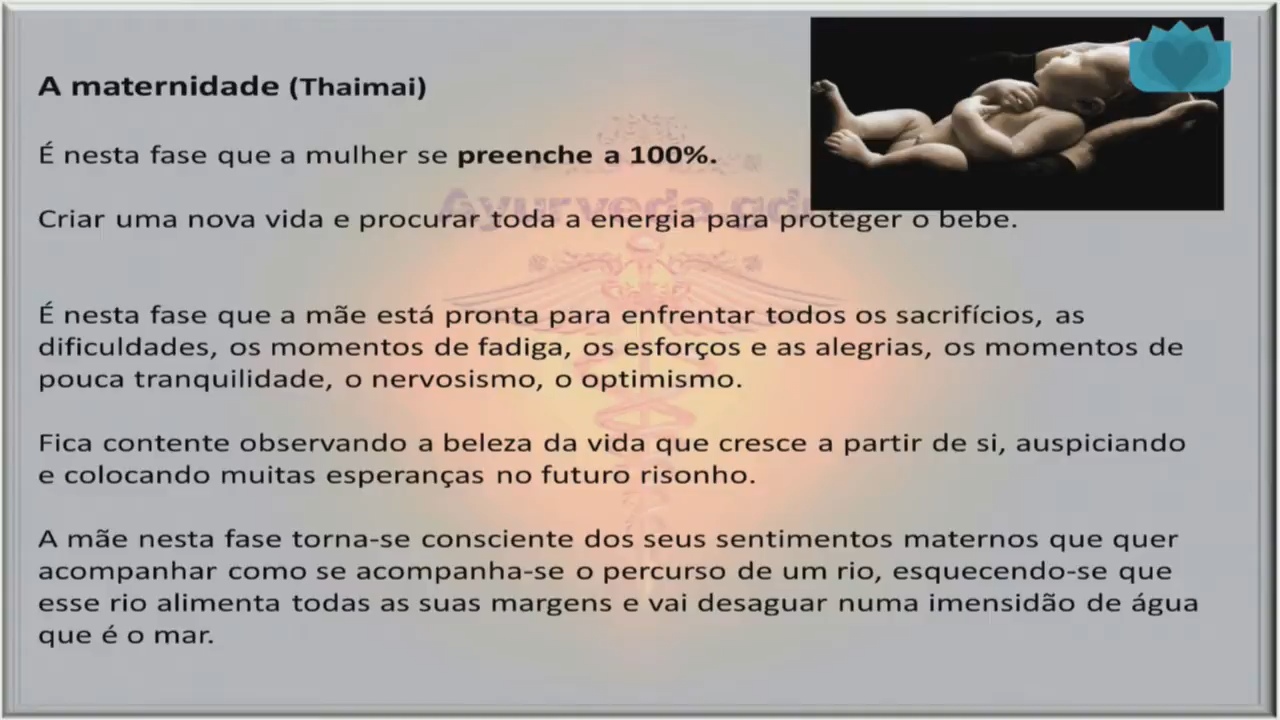 A maternidade (Thaimai)
É nesta fase que a mulher se preenche a 100%.
Ayurveda
Criar uma nova vida e procurar toda a energia para proteger o bebe.
É nesta fase que a mãe está pronta para enfrentar todos os sacrifícios, as
dificuldades, os momentos de fadiga, os esforços e as alegrias, os momentos de
pouca tranquilidade, o nervosismo, o optimismo.
Fica contente observando a beleza da vida que cresce a partir de si, auspiciando
e colocando muitas esperanças no futuro risonho.
A mãe nesta fase torna-se consciente dos seus sentimentos maternos que quer
acompanhar como se acompanha-se o percurso de um rio, esquecendo-se que
esse rio alimenta todas as suas margens e vai desaguar numa imensidão de água
que é o mar.